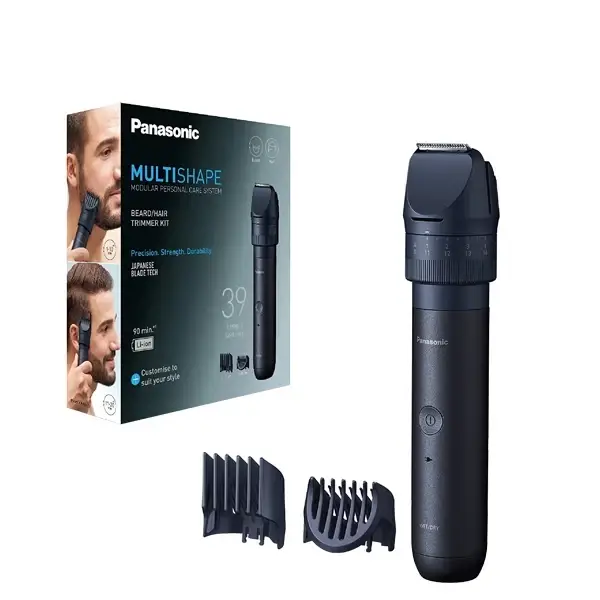 Panasonic
MULTISHAPE
MODULAR PERSONAL CARE SYSTEM
BEARD/HAIR
TRIMMER KIT
Precision. Strength. Durability.
JAPANESE
BLADE TECH
39
90 min.
Li-ion
Customise to
suit your style
Panasonic
WET/DRY